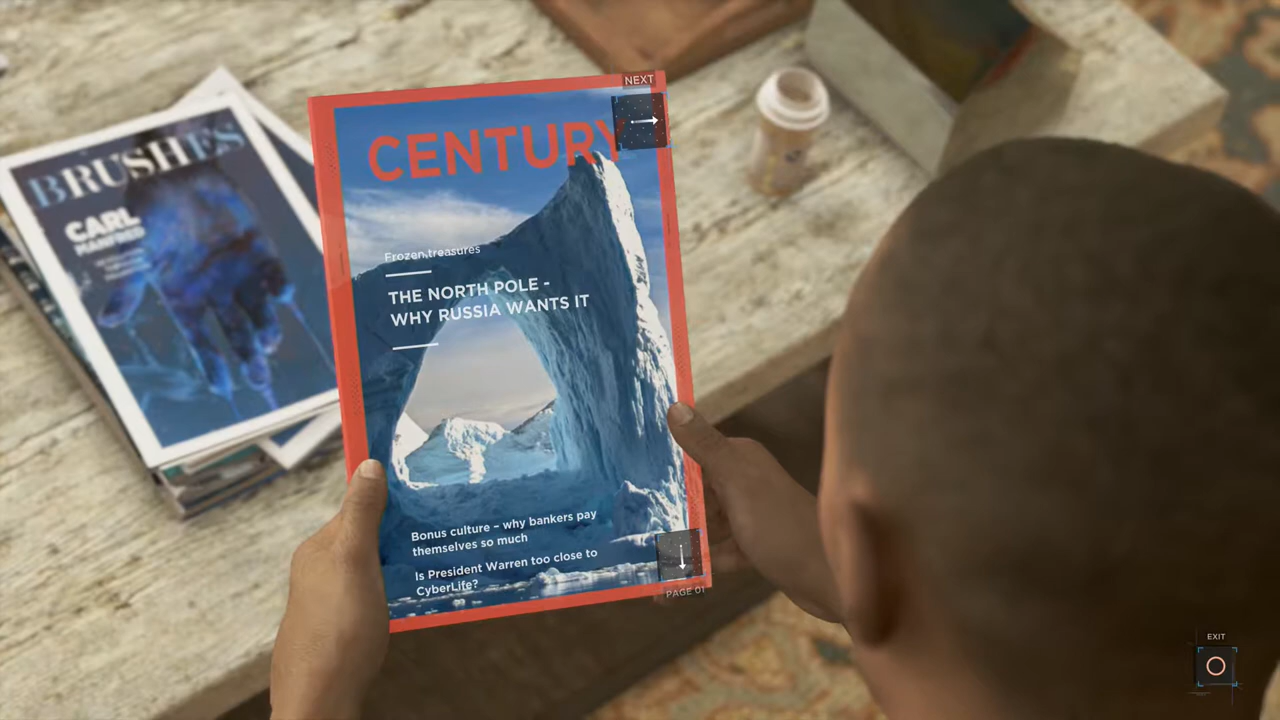 NEXT
CENTURY
Frozen treasures
THE NORTH POLE -
WHY RUSSIA WANTS IT
Bonus culture – why bankers pay
themselves so much
Is President Warren too close to
CyberLife?
PAGE 01
BRUSHES
CARL
MANFRED
EXIT